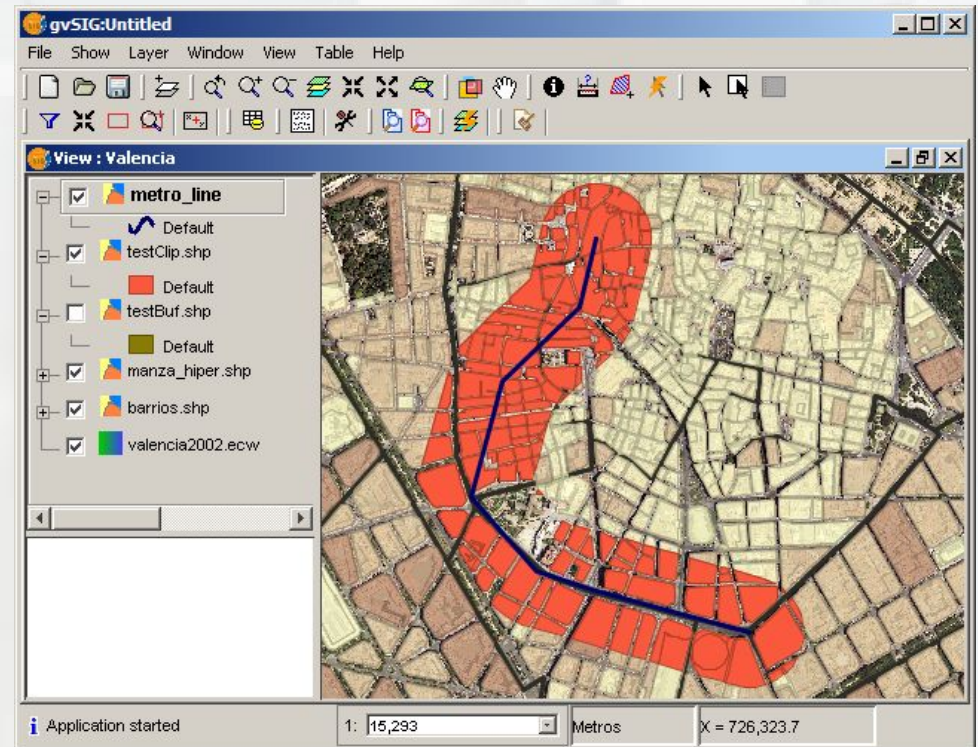 gvSIG:Untitled
File Show Layer Window View Table Help
View : Valencia
metro_line
Default
testClip.shp
Default
testBuf.shp
Default
manza_hiper.shp
barrios.shp
valencia2002.ecw
Application started
1: 15,293
Metros
X = 726,323.7